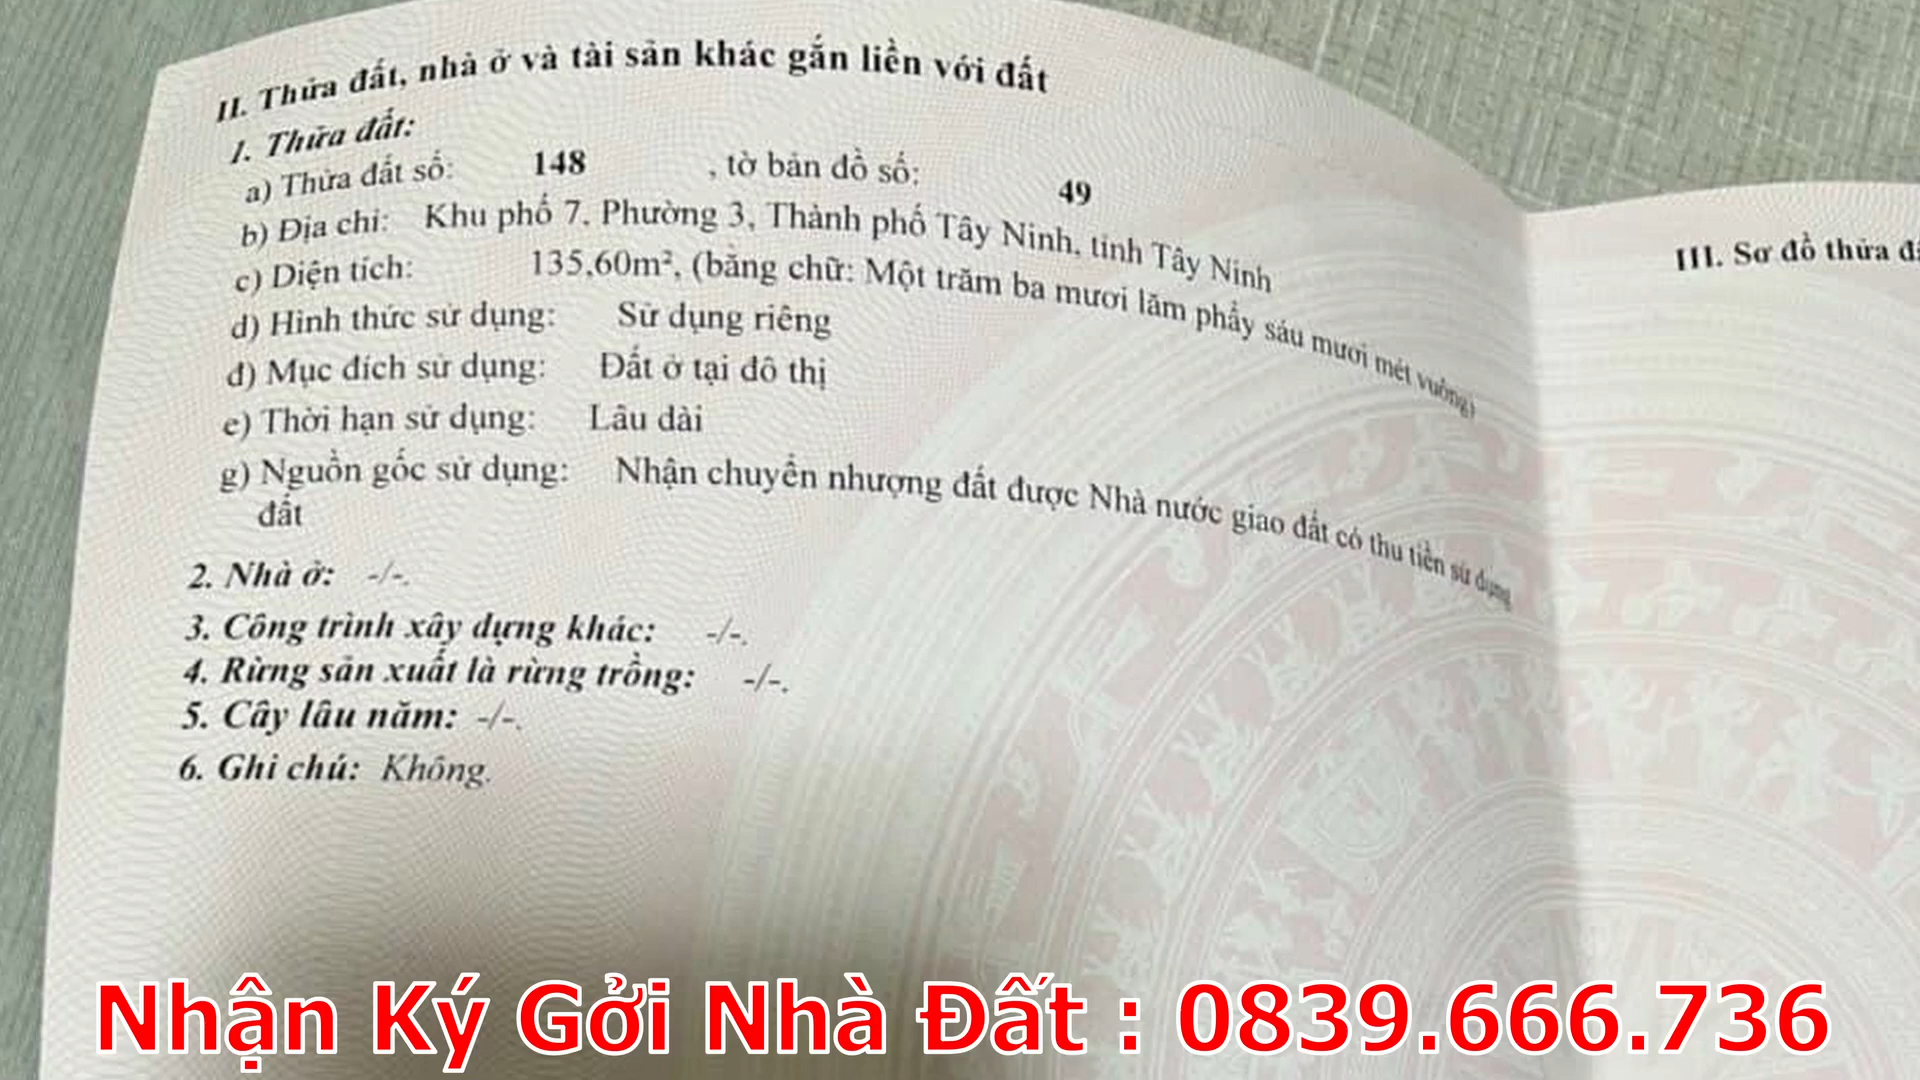 II. Thửa đất, nhà ở và tài sản khác gắn liền với đất
1. Thửa đất:
a) Thửa đất số: 148 , tờ bản đồ số: 49
b) Địa chỉ: Khu phố 7, Phường 3, Thành phố Tây Ninh, tỉnh Tây Ninh
c) Diện tích: 135,60m², (bằng chữ: Một trăm ba mươi lăm phẩy sáu mươi mét vuông)
d) Hình thức sử dụng: Sử dụng riêng
đ) Mục đích sử dụng: Đất ở tại đô thị
e) Thời hạn sử dụng: Lâu dài
g) Nguồn gốc sử dụng: Nhận chuyển nhượng đất được Nhà nước giao đất có thu tiền sử dụng
đất
2. Nhà ở: -/-.
3. Công trình xây dựng khác: -/-.
4. Rừng sản xuất là rừng trồng: -/-.
5. Cây lâu năm: -/-.
6. Ghi chú: Không.
III. Sơ đồ thửa
Nhận Ký Gởi Nhà Đất : 0839.666.736